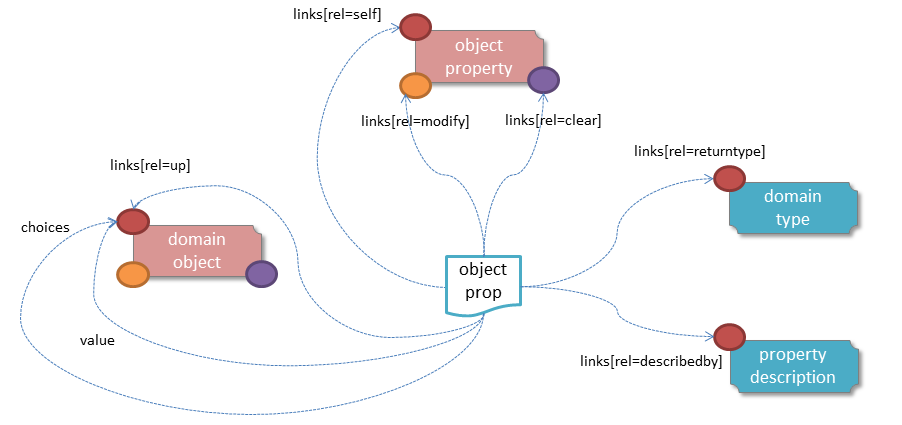 links[rel=self]
object
property
links[rel=modify]
links[rel=clear]
links[rel=returntype]
links[rel=up]
domain
type
choices
domain
object
object
prop
value
links[rel=describedby]
property
description